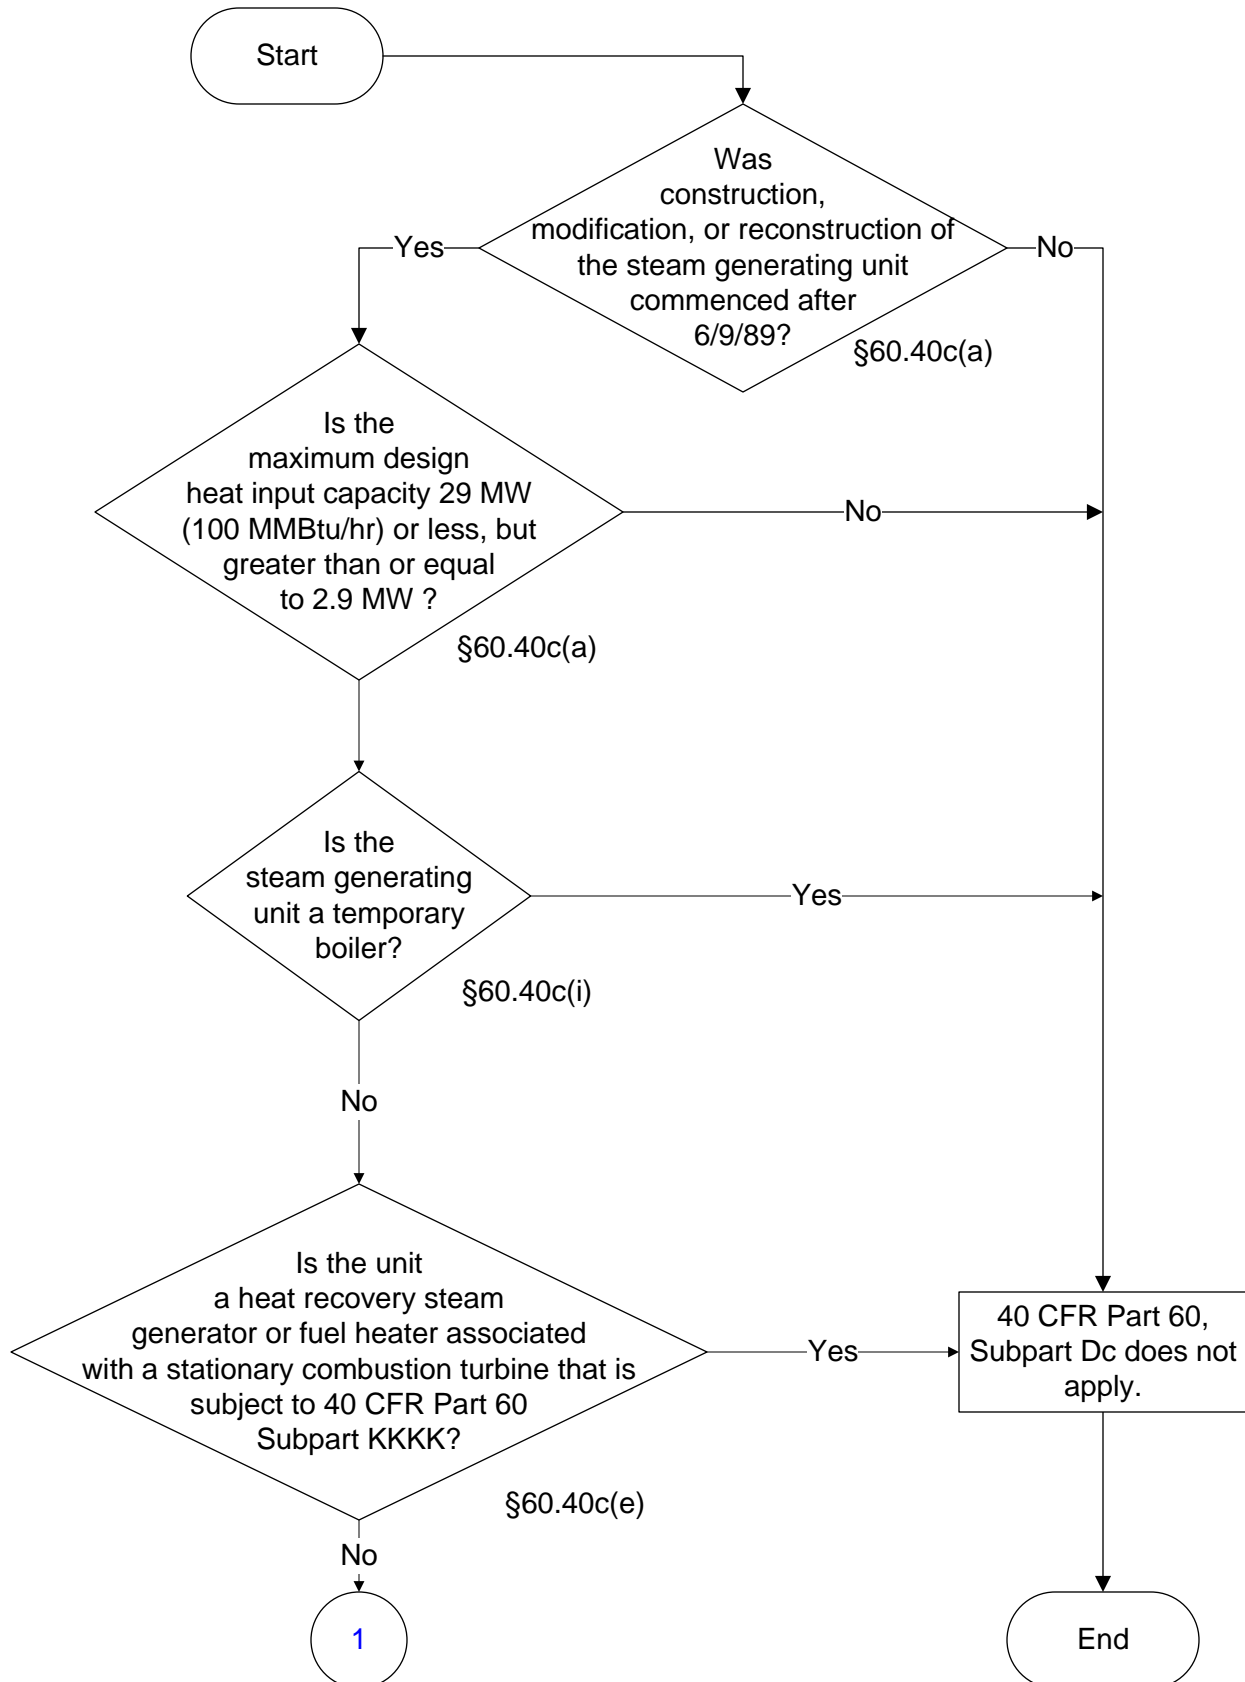 Start
Was
construction,
modification, or reconstruction of
the steam generating unit
commenced after
6/9/89?
Yes
No
§60.40c(a)
Is the
maximum design
heat input capacity 29 MW
(100 MMBtu/hr) or less, but
greater than or equal
to 2.9 MW ?
No
§60.40c(a)
Is the
steam generating
unit a temporary
boiler?
Yes
§60.40c(i)
No
Is the unit
a heat recovery steam
generator or fuel heater associated
with a stationary combustion turbine that is
subject to 40 CFR Part 60
Subpart KKKK?
Yes
40 CFR Part 60,
Subpart Dc does not
apply.
§60.40c(e)
No
1
End